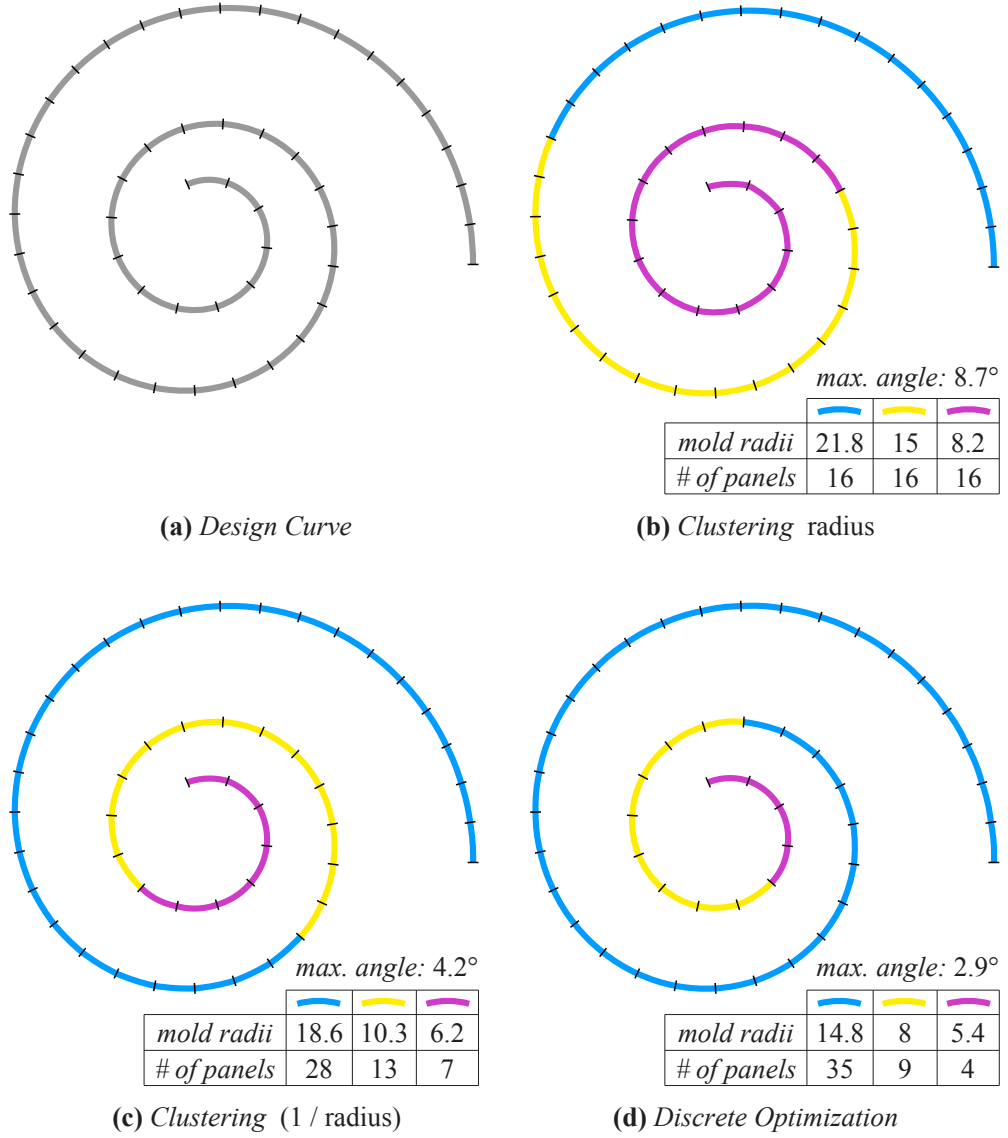 max. angle: 8.7°
mold radii 21.8 15 8.2
# of panels 16 16 16
(a) Design Curve
(b) Clustering radius
max. angle: 4.2°
mold radii 18.6 10.3 6.2
# of panels 28 13 7
max. angle: 2.9°
mold radii 14.8 8 5.4
# of panels 35 9 4
(c) Clustering (1 / radius)
(d) Discrete Optimization